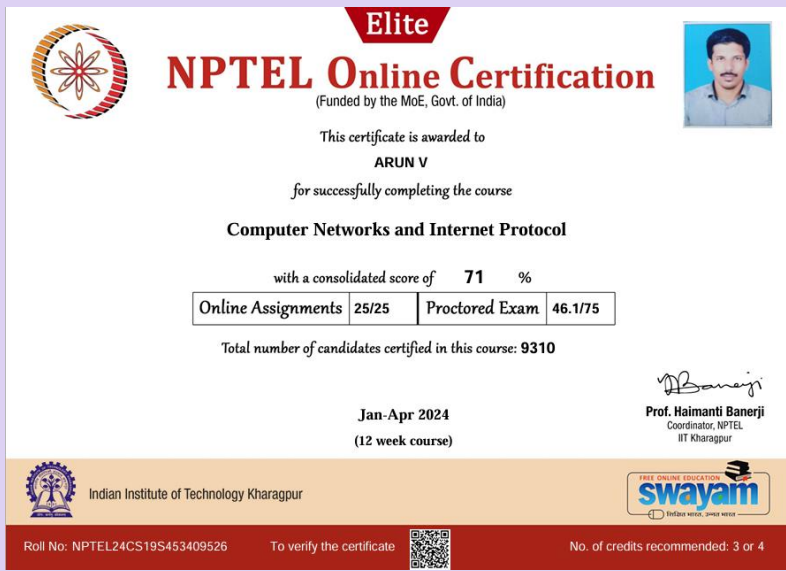 Elite
NPTEL Online Certification
(Funded by the MoE, Govt. of India)
This certificate is awarded to
ARUN V
for successfully completing the course
Computer Networks and Internet Protocol
with a consolidated score of 71 %
Online Assignments 25/25 Proctored Exam 46.1/75
Total number of candidates certified in this course: 9310
Jan-Apr 2024
(12 week course)
Prof. Haimanti Banerji
Coordinator, NPTEL
IIT Kharagpur
Indian Institute of Technology Kharagpur
FREE ONLINE EDUCATION
swayam
शिक्षित भारत, उन्नत भारत
Roll No: NPTEL24CS19S453409526 To verify the certificate No. of credits recommended: 3 or 4